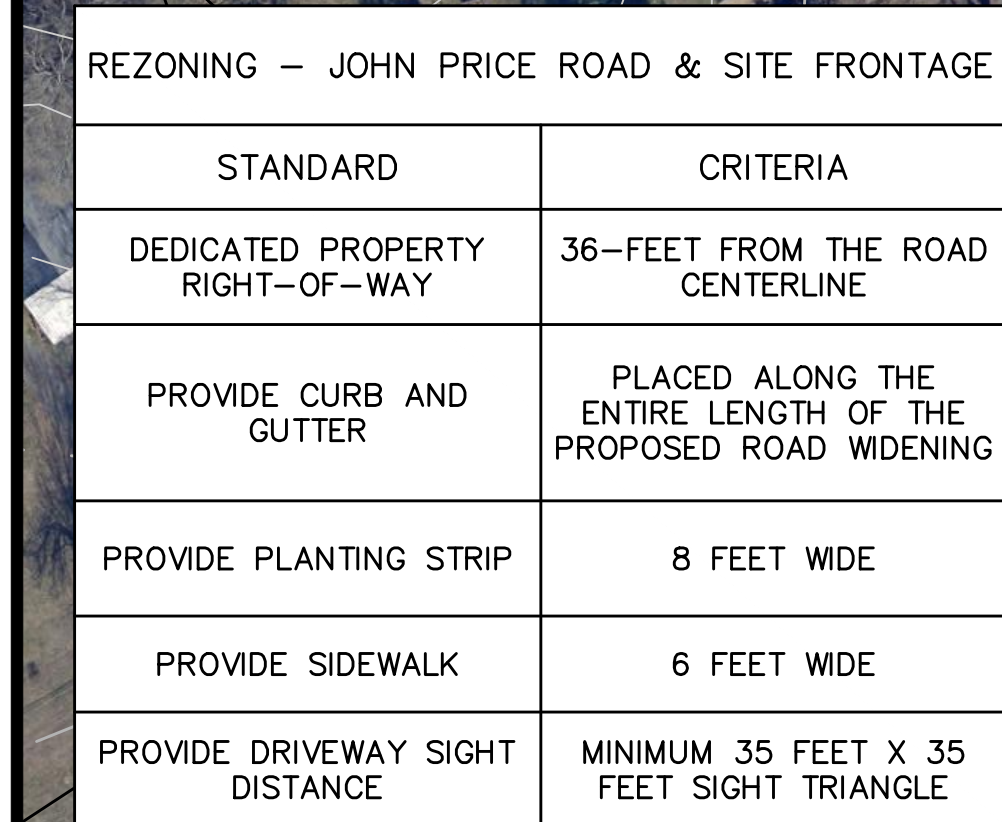 REZONING – JOHN PRICE ROAD & SITE FRONTAGE
STANDARD
CRITERIA
DEDICATED PROPERTY
RIGHT–OF–WAY
36–FEET FROM THE ROAD
CENTERLINE
PROVIDE CURB AND
GUTTER
PLACED ALONG THE
ENTIRE LENGTH OF THE
PROPOSED ROAD WIDENING
PROVIDE PLANTING STRIP
8 FEET WIDE
PROVIDE SIDEWALK
6 FEET WIDE
PROVIDE DRIVEWAY SIGHT
DISTANCE
MINIMUM 35 FEET X 35
FEET SIGHT TRIANGLE